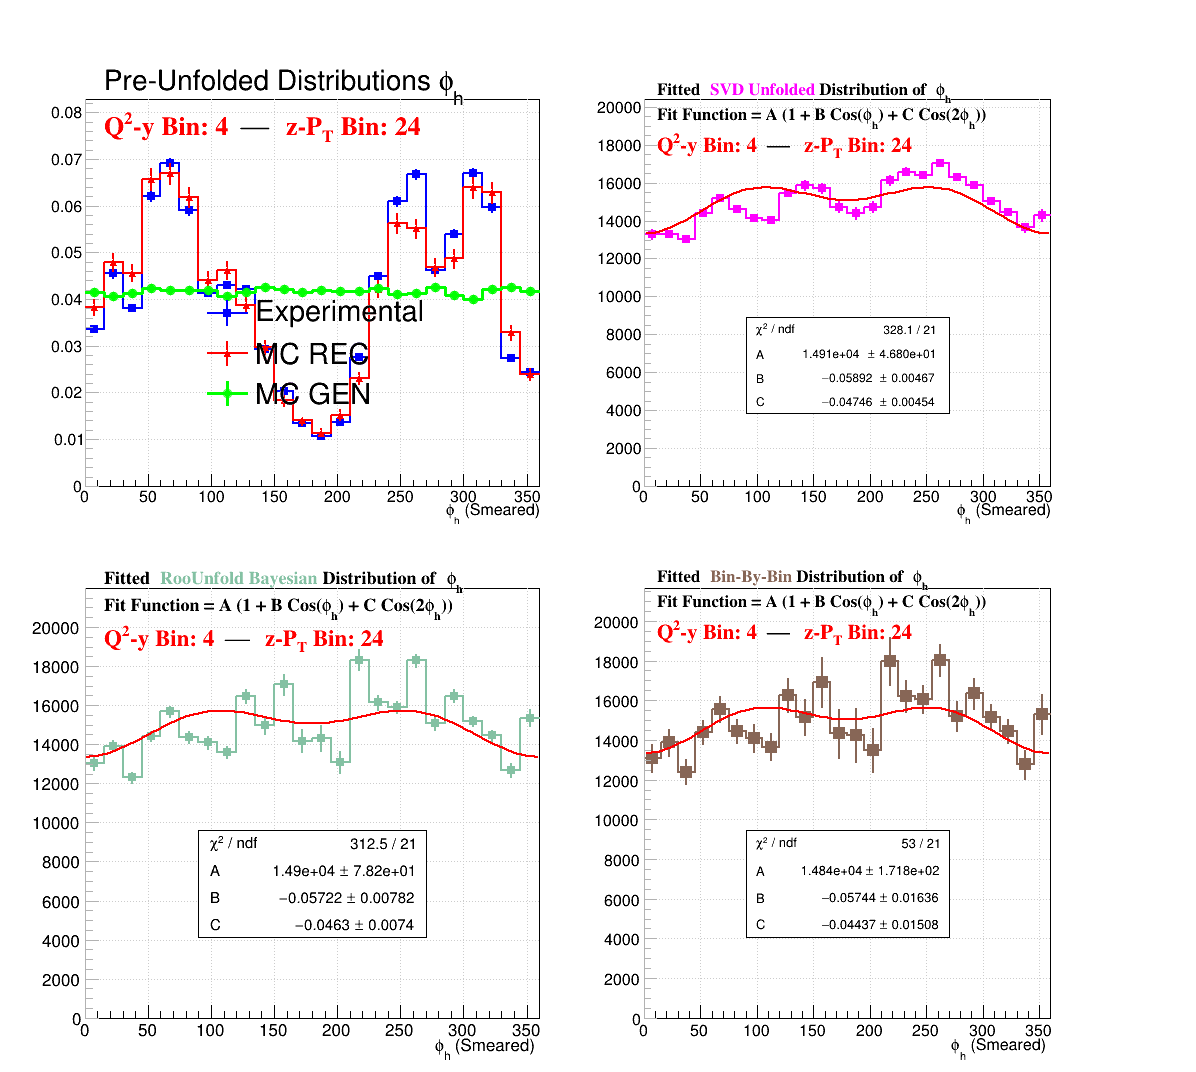 Pre-Unfolded Distributions ϕh
Q²-y Bin: 4 — z-PT Bin: 24
0.08
0.07
0.06
0.05
0.04
0.03
0.02
0.01
0
Experimental
MC REC
MC GEN
0 50 100 150 200 250 300 350
ϕh (Smeared)
Fitted SVD Unfolded Distribution of ϕh
Fit Function = A (1 + B Cos(ϕh) + C Cos(2ϕh))
Q²-y Bin: 4 — z-PT Bin: 24
20000
18000
16000
14000
12000
10000
8000
6000
4000
2000
0
χ² / ndf 328.1 / 21
A 1.491e+04 ± 4.680e+01
B −0.05892 ± 0.00467
C −0.04746 ± 0.00454
0 50 100 150 200 250 300 350
ϕh (Smeared)
Fitted RooUnfold Bayesian Distribution of ϕh
Fit Function = A (1 + B Cos(ϕh) + C Cos(2ϕh))
Q²-y Bin: 4 — z-PT Bin: 24
20000
18000
16000
14000
12000
10000
8000
6000
4000
2000
0
χ² / ndf 312.5 / 21
A 1.49e+04 ± 7.82e+01
B −0.05722 ± 0.00782
C −0.0463 ± 0.0074
0 50 100 150 200 250 300 350
ϕh (Smeared)
Fitted Bin-By-Bin Distribution of ϕh
Fit Function = A (1 + B Cos(ϕh) + C Cos(2ϕh))
Q²-y Bin: 4 — z-PT Bin: 24
20000
18000
16000
14000
12000
10000
8000
6000
4000
2000
0
χ² / ndf 53 / 21
A 1.484e+04 ± 1.718e+02
B −0.05744 ± 0.01636
C −0.04437 ± 0.01508
0 50 100 150 200 250 300 350
ϕh (Smeared)